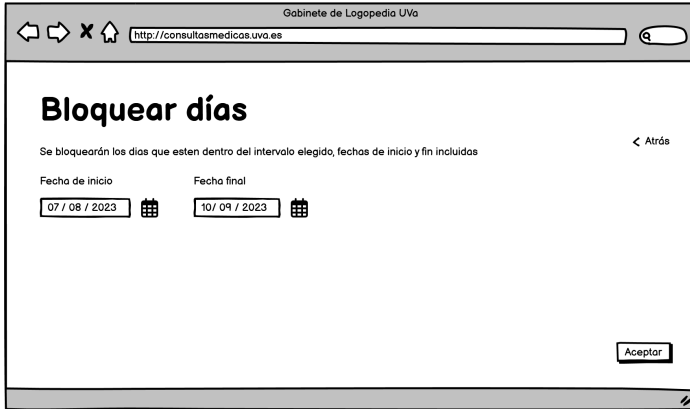 Gabinete de Logopedia UVa
http://consultasmedicas.uva.es
Bloquear días
< Atrás
Se bloquearán los dias que esten dentro del intervalo elegido, fechas de inicio y fin incluidas
Fecha de inicio Fecha final
07 / 08 / 2023 10/ 09 / 2023
Aceptar